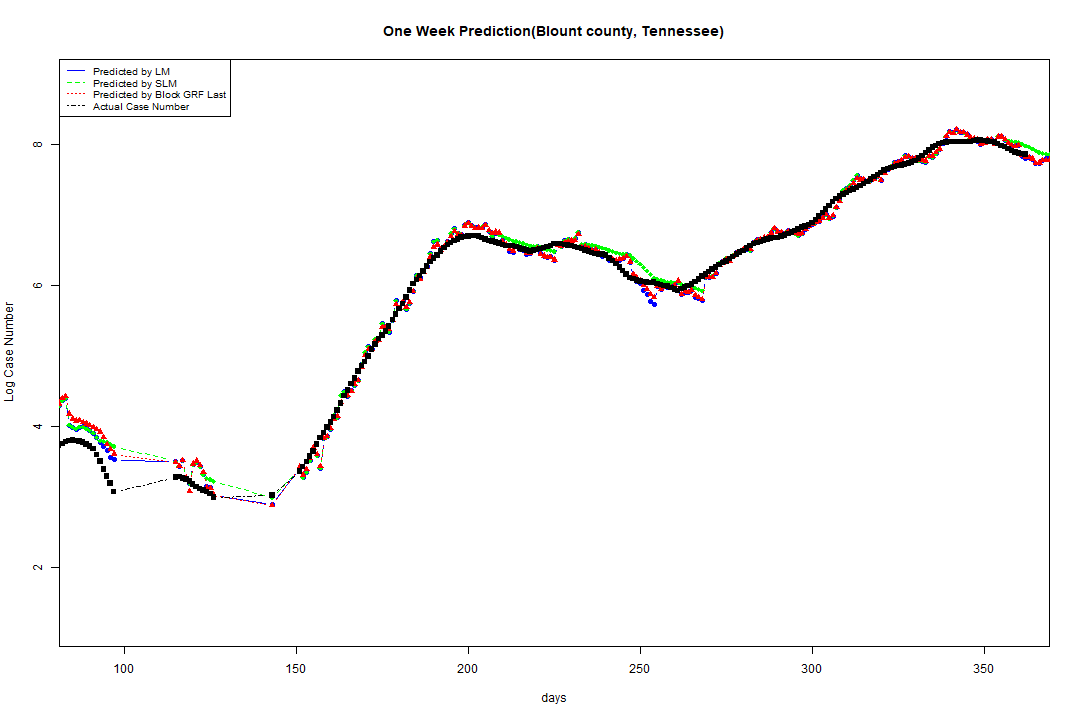 One Week Prediction(Blount county, Tennessee)
Predicted by LM
Predicted by SLM
Predicted by Block GRF Last
Actual Case Number
8
6
4
2
Log Case Number
100 150 200 250 300 350
days